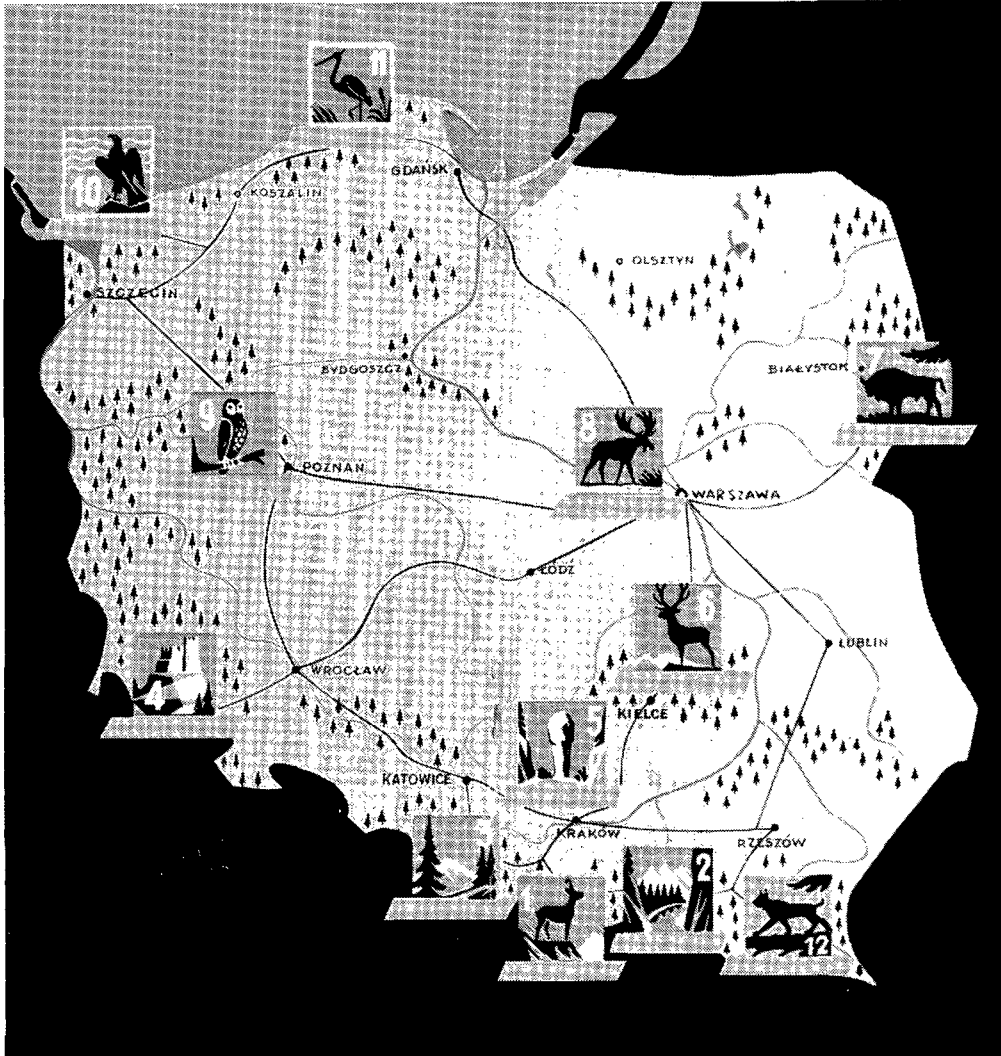 11
10
GDAŃSK
KOSZALIN
OLSZTYN
SZCZECIN
BYDGOSZCZ
BIAŁYSTOK
7
9
8
POZNAŃ
WARSZAWA
ŁÓDŹ
6
LUBLIN
WROCŁAW
5
KIELCE
KATOWICE
KRAKÓW
RZESZÓW
2
1
12